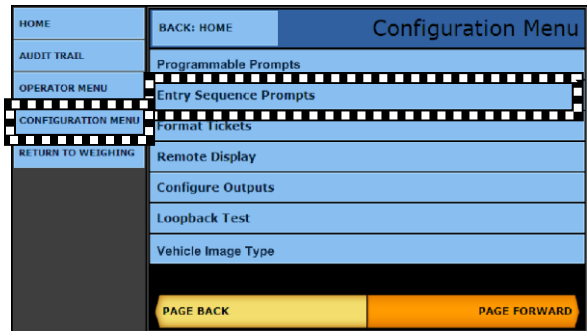 HOME
AUDIT TRAIL
OPERATOR MENU
CONFIGURATION MENU
RETURN TO WEIGHING
BACK: HOME
Configuration Menu
Programmable Prompts
Entry Sequence Prompts
Format Tickets
Remote Display
Configure Outputs
Loopback Test
Vehicle Image Type
PAGE BACK
PAGE FORWARD